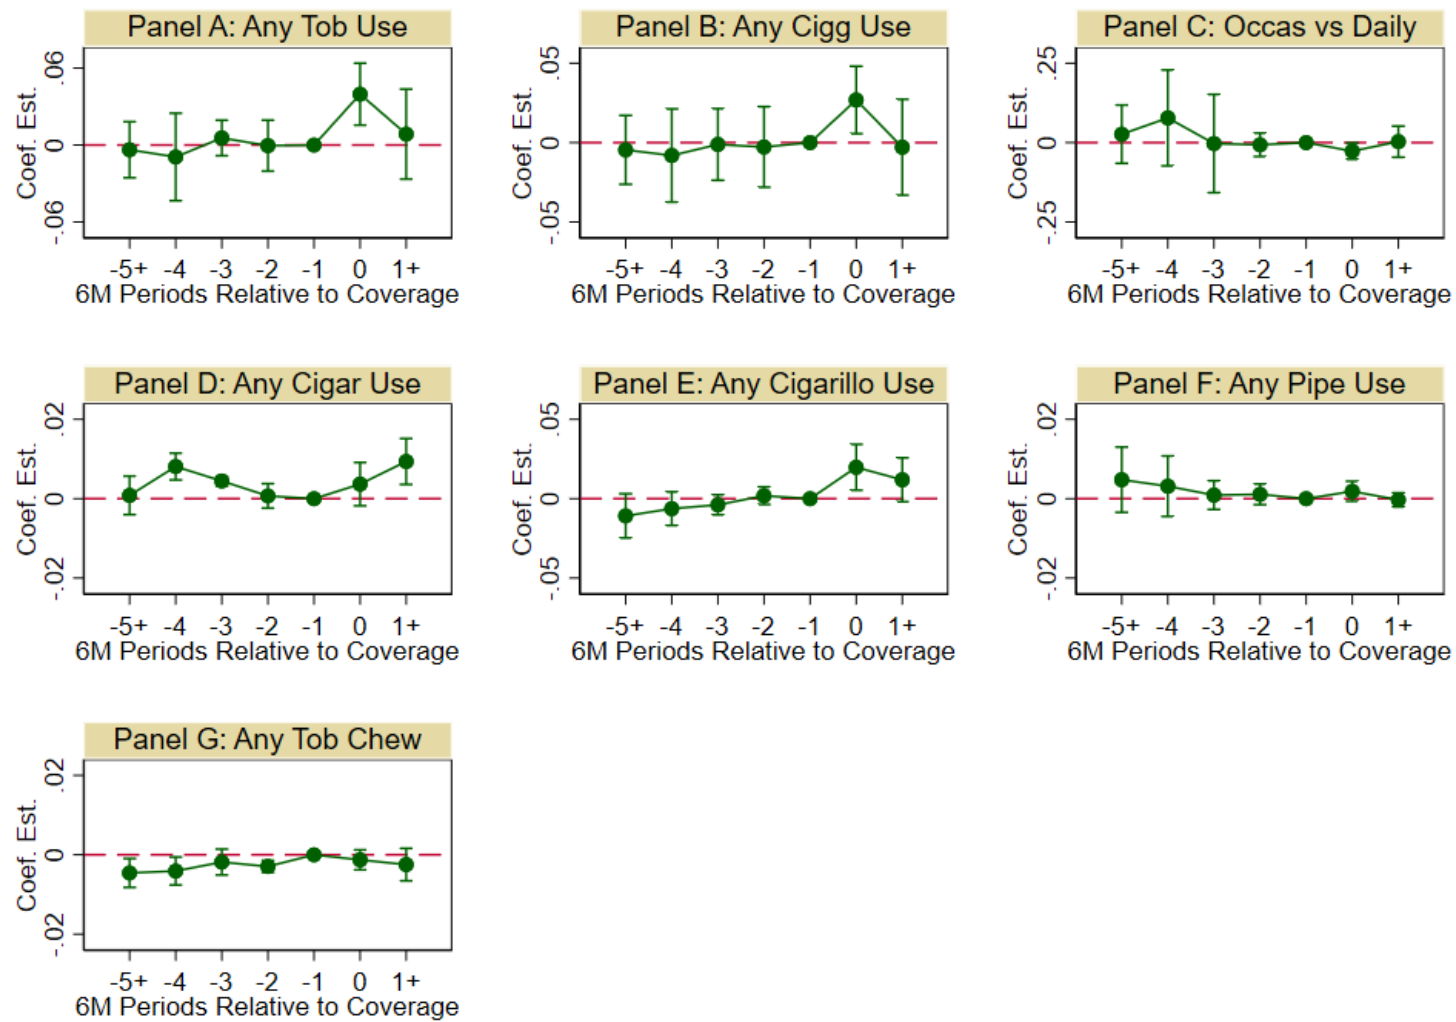 Panel A: Any Tob Use
Coef. Est.
.06
0
-.06
-5+ -4 -3 -2 -1 0 1+
6M Periods Relative to Coverage
Panel B: Any Cigg Use
Coef. Est.
.05
0
-.05
-5+ -4 -3 -2 -1 0 1+
6M Periods Relative to Coverage
Panel C: Occas vs Daily
Coef. Est.
.25
0
-.25
-5+ -4 -3 -2 -1 0 1+
6M Periods Relative to Coverage
Panel D: Any Cigar Use
Coef. Est.
.02
0
-.02
-5+ -4 -3 -2 -1 0 1+
6M Periods Relative to Coverage
Panel E: Any Cigarillo Use
Coef. Est.
.05
0
-.05
-5+ -4 -3 -2 -1 0 1+
6M Periods Relative to Coverage
Panel F: Any Pipe Use
Coef. Est.
.02
0
-.02
-5+ -4 -3 -2 -1 0 1+
6M Periods Relative to Coverage
Panel G: Any Tob Chew
Coef. Est.
.02
0
-.02
-5+ -4 -3 -2 -1 0 1+
6M Periods Relative to Coverage